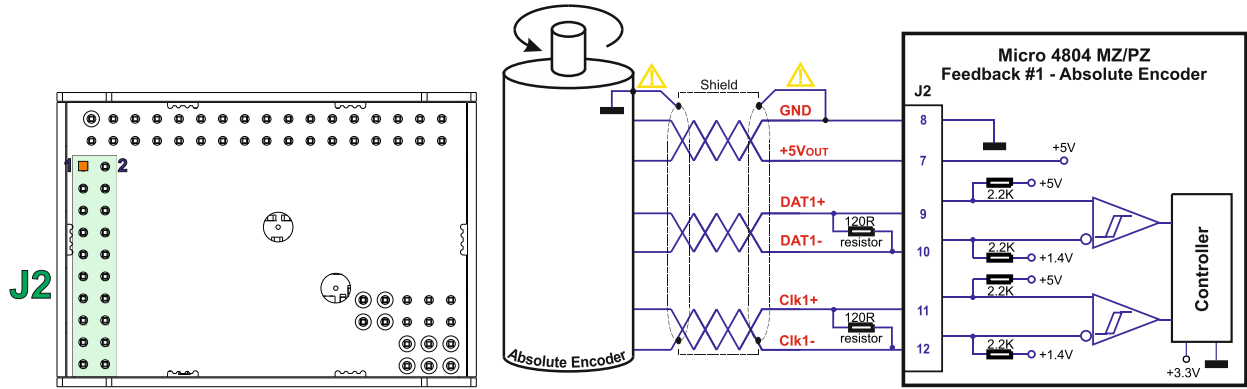 1
2
J2
Absolute Encoder
Shield
GND
+5VOUT
DAT1+
120R
resistor
DAT1-
Clk1+
120R
resistor
Clk1-
Micro 4804 MZ/PZ
Feedback #1 - Absolute Encoder
J2
8
7
+5V
+5V
2.2K
9
2.2K
10
+1.4V
+5V
2.2K
11
2.2K
12
+1.4V
Controller
+3.3V